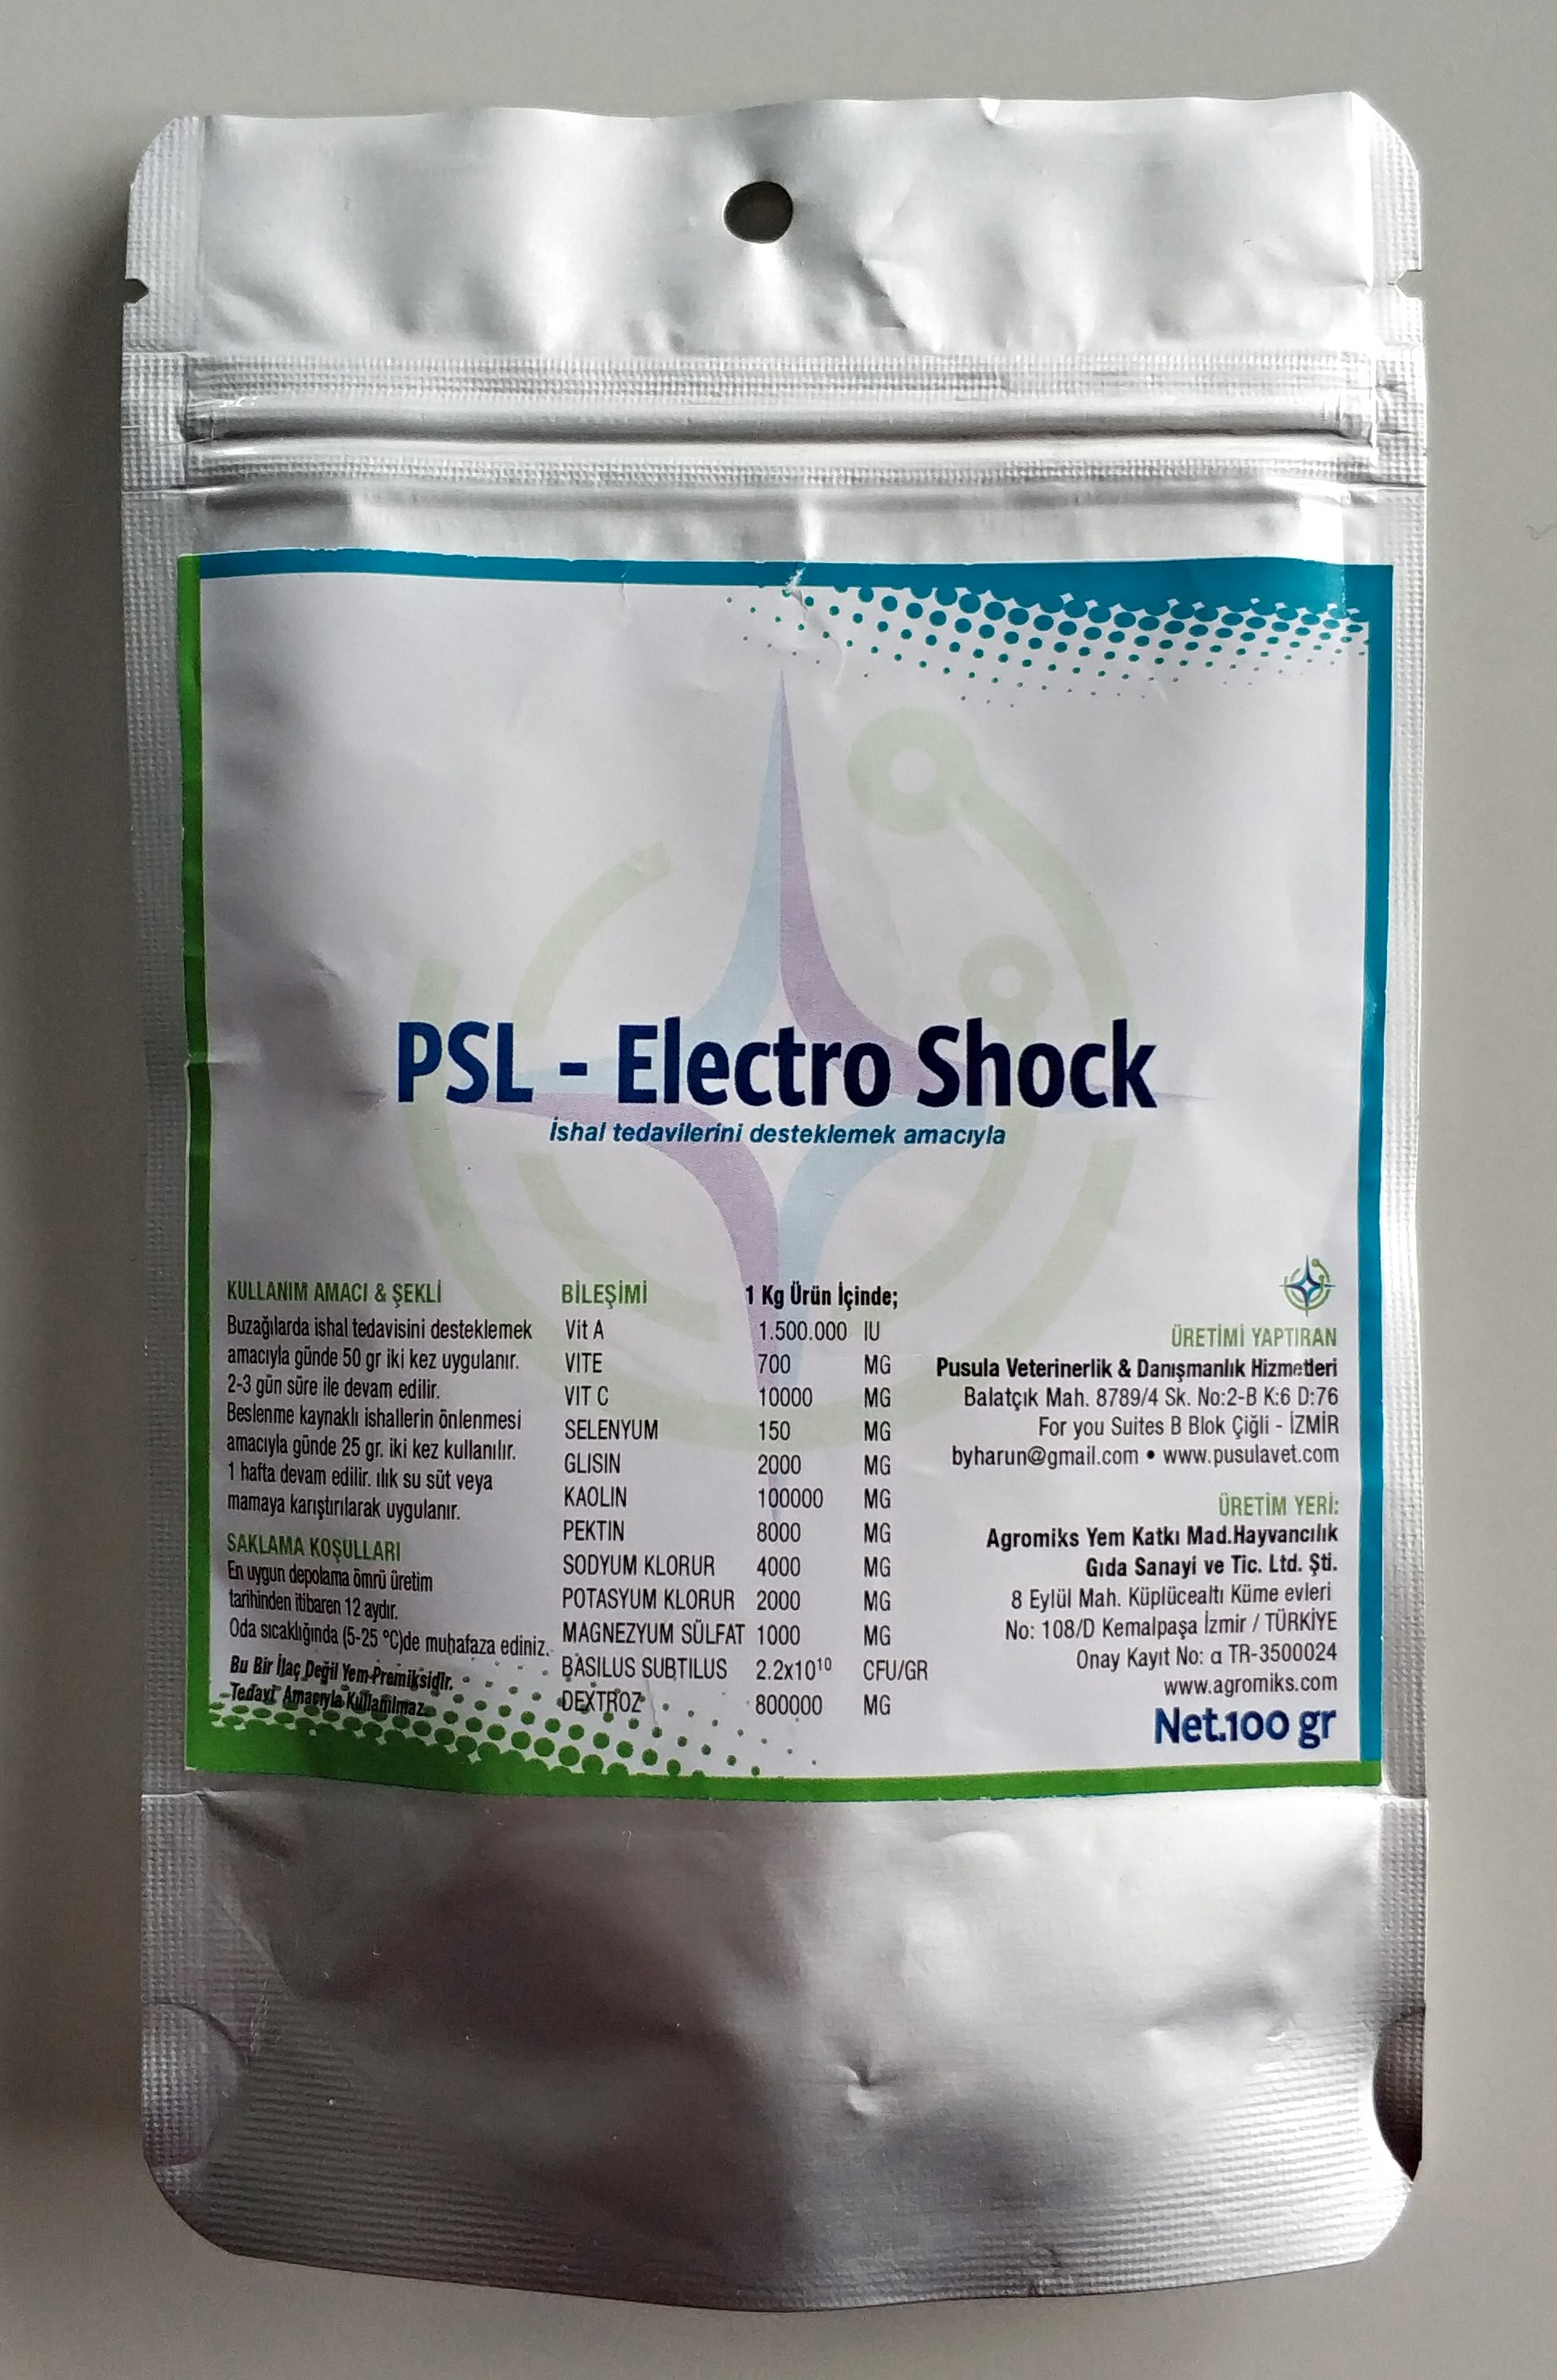 PSL - Electro Shock
İshal tedavilerini desteklemek amacıyla
KULLANIM AMACI & ŞEKLİ
Buzağılarda ishal tedavisini desteklemek
amacıyla günde 50 gr iki kez uygulanır.
2-3 gün süre ile devam edilir.
Beslenme kaynaklı ishallerin önlenmesi
amacıyla günde 25 gr. iki kez kullanılır.
1 hafta devam edilir. ılık su süt veya
mamaya karıştırılarak uygulanır.
SAKLAMA KOŞULLARI
En uygun depolama ömrü üretim
tarihinden itibaren 12 aydır.
Oda sıcaklığında (5-25 °C)de muhafaza ediniz.
Bu Bir İlaç Değil Yem Premiksidir.
Tedavi Amacıyla Kullanılmaz.
BİLEŞİMİ 1 Kg Ürün İçinde;
Vit A 1.500.000 IU
VITE 700 MG
VIT C 10000 MG
SELENYUM 150 MG
GLISIN 2000 MG
KAOLIN 100000 MG
PEKTIN 8000 MG
SODYUM KLORUR 4000 MG
POTASYUM KLORUR 2000 MG
MAGNEZYUM SÜLFAT 1000 MG
BASILUS SUBTILUS 2.2x10¹⁰ CFU/GR
DEXTROZ 800000 MG
ÜRETİMİ YAPTIRAN
Pusula Veterinerlik & Danışmanlık Hizmetleri
Balatçık Mah. 8789/4 Sk. No:2-B K:6 D:76
For you Suites B Blok Çiğli - İZMİR
byharun@gmail.com • www.pusulavet.com
ÜRETİM YERİ:
Agromiks Yem Katkı Mad.Hayvancılık
Gıda Sanayi ve Tic. Ltd. Şti.
8 Eylül Mah. Küplücealtı Küme evleri
No: 108/D Kemalpaşa İzmir / TÜRKİYE
Onay Kayıt No: α TR-3500024
www.agromiks.com
Net.100 gr